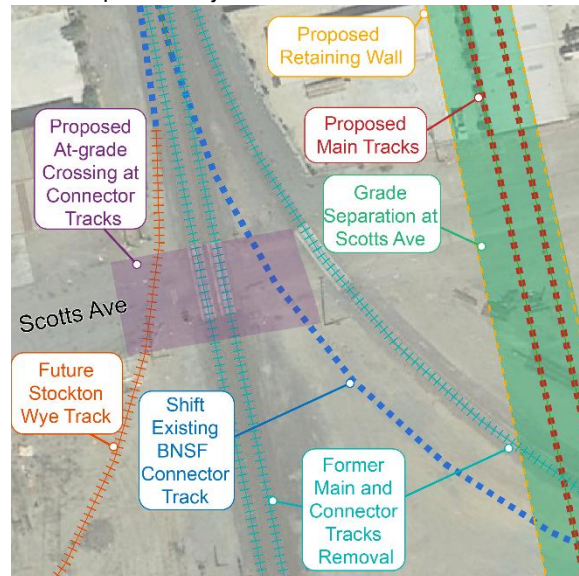 Proposed
Retaining Wall
Proposed
At-grade
Crossing at
Connector
Tracks
Proposed
Main Tracks
Grade
Separation at
Scotts Ave
Scotts Ave
Future
Stockton
Wye Track
Shift
Existing
BNSF
Connector
Track
Former
Main and
Connector
Tracks
Removal